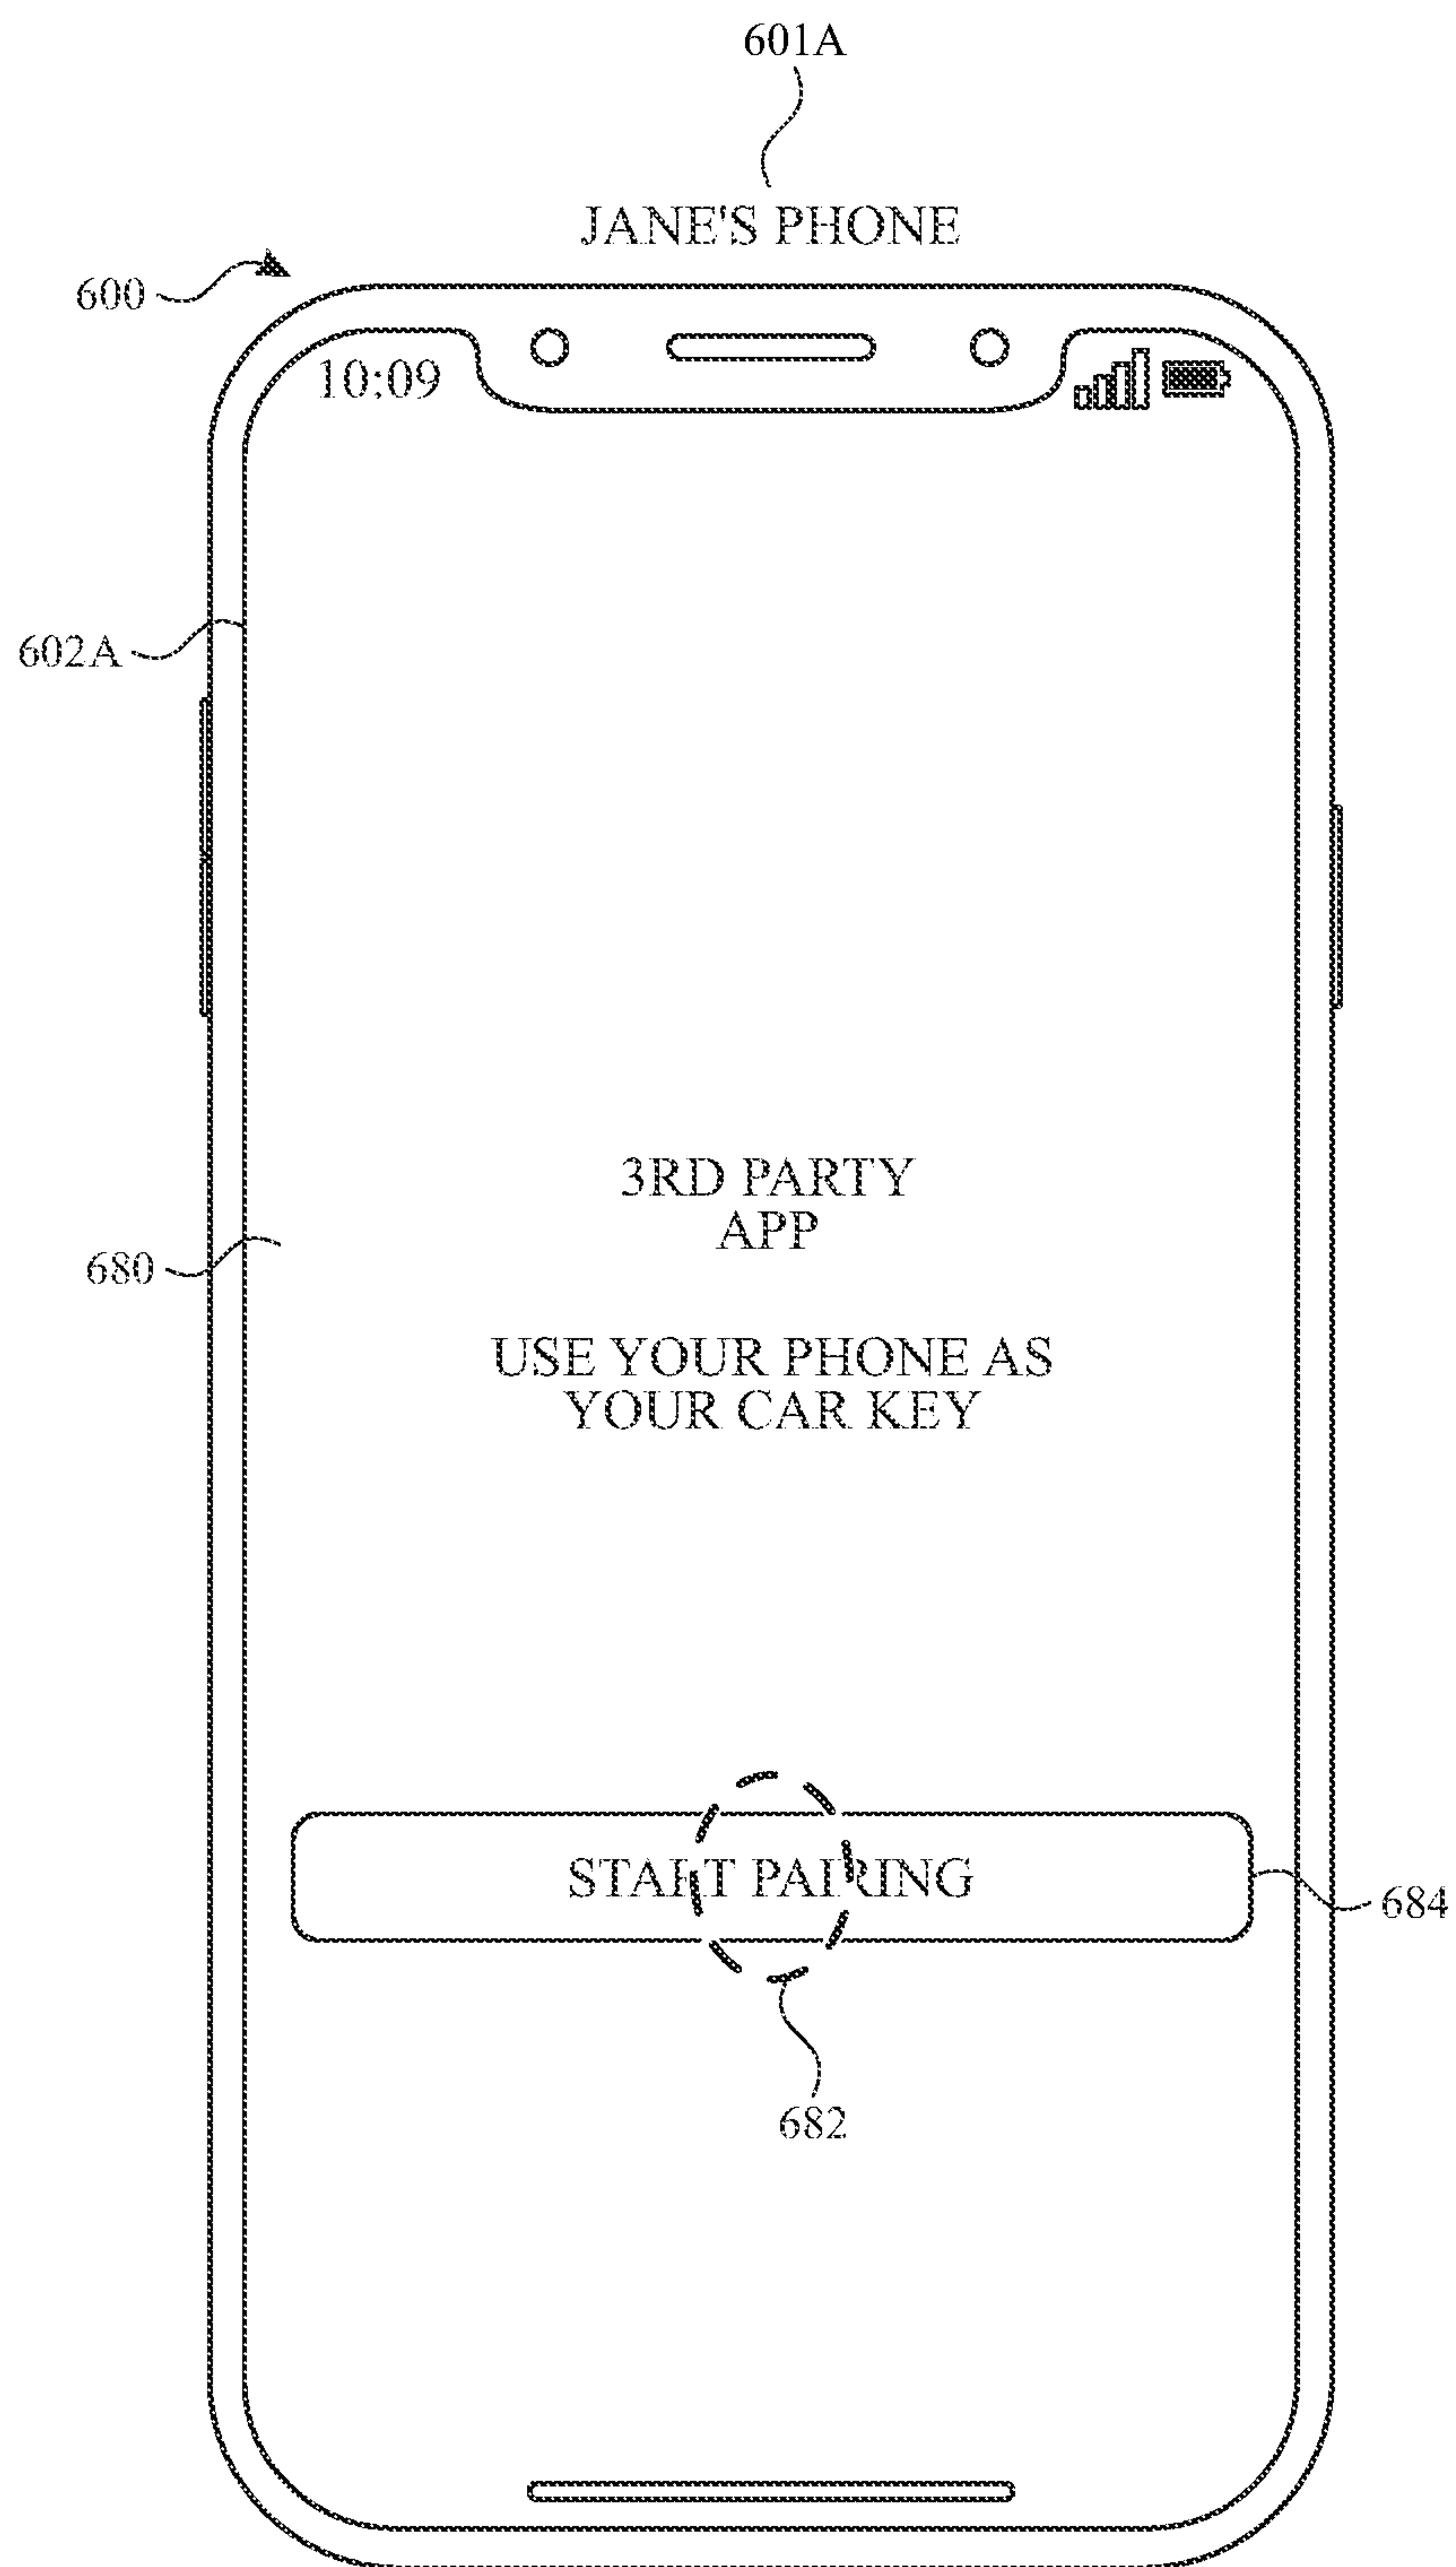 601A
JANE'S PHONE
600
10:09
602A
3RD PARTY
APP
680
USE YOUR PHONE AS
YOUR CAR KEY
START PAIRING
684
682